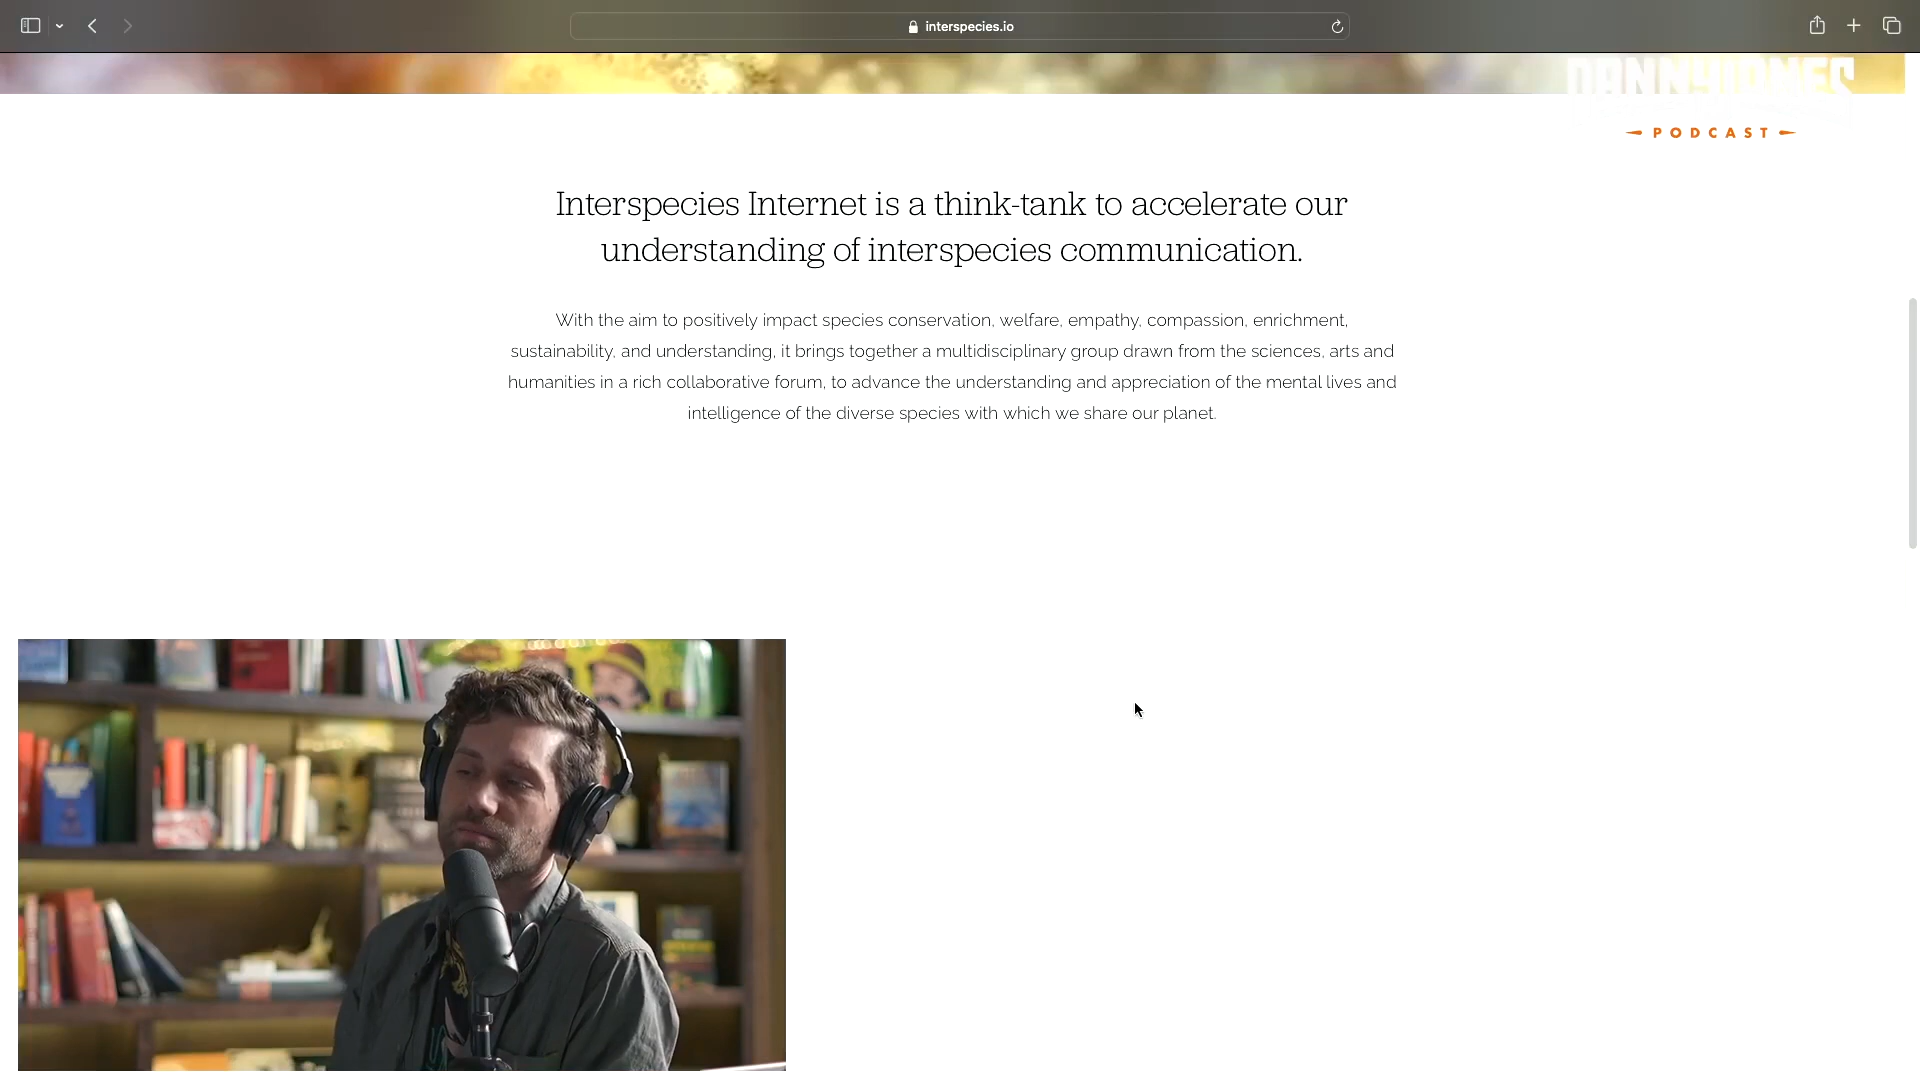 interspecies.io
DANNY JONES
PODCAST
Interspecies Internet is a think-tank to accelerate our
understanding of interspecies communication.
With the aim to positively impact species conservation, welfare, empathy, compassion, enrichment,
sustainability, and understanding, it brings together a multidisciplinary group drawn from the sciences, arts and
humanities in a rich collaborative forum, to advance the understanding and appreciation of the mental lives and
intelligence of the diverse species with which we share our planet.